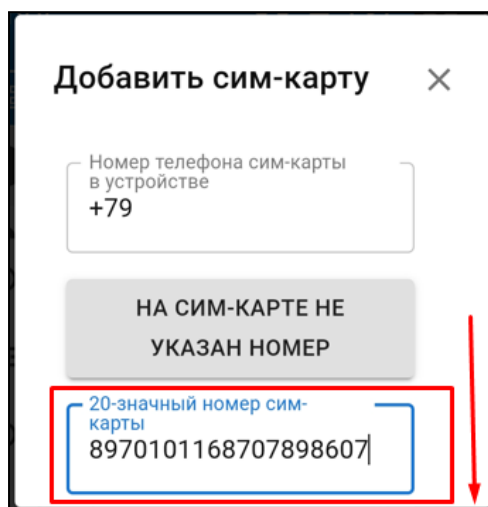 Добавить сим-карту
Номер телефона сим-карты
в устройстве
+79
НА СИМ-КАРТЕ НЕ
УКАЗАН НОМЕР
20-значный номер сим-
карты
8970101168707898607